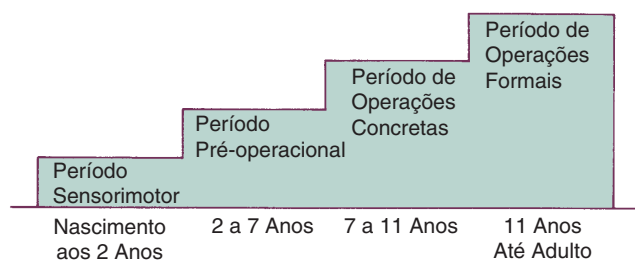 Período
Sensorimotor
Nascimento
aos 2 Anos
Período
Pré-operacional
2 a 7 Anos
Período de
Operações
Concretas
7 a 11 Anos
Período de
Operações
Formais
11 Anos
Até Adulto